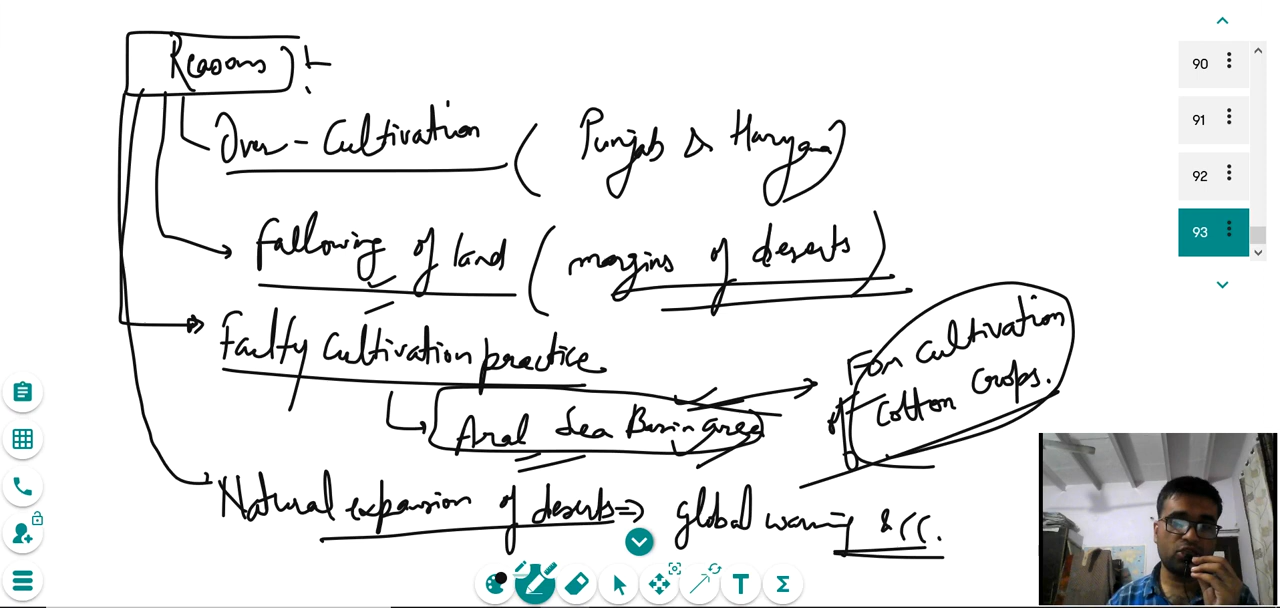 Reasons :-
Over-Cultivation ( Punjab & Haryana)
Fallowing of land ( margins of deserts )
Faulty Cultivation practice
Aral Sea Basin area
For cultivation
of cotton crops.
Natural expansion of deserts => global warming & CC.
90
91
92
93
T
Σ